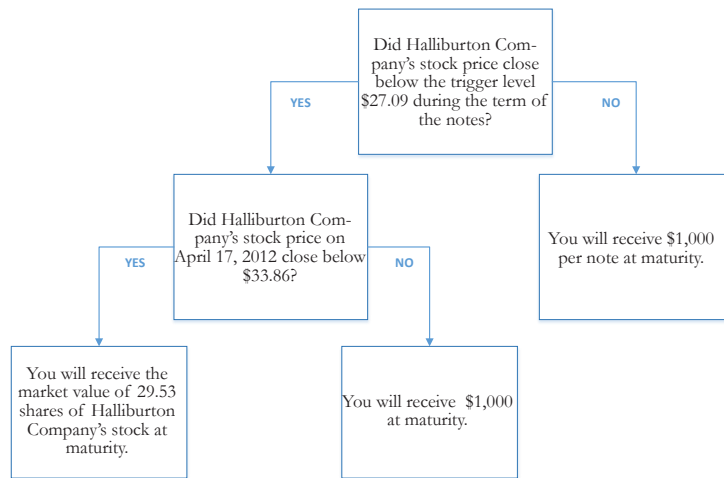 Did Halliburton Com-
pany's stock price close
below the trigger level
$27.09 during the term of
the notes?
YES
NO
Did Halliburton Com-
pany's stock price on
April 17, 2012 close below
$33.86?
You will receive $1,000
per note at maturity.
YES
NO
You will receive the
market value of 29.53
shares of Halliburton
Company's stock at
maturity.
You will receive $1,000
at maturity.